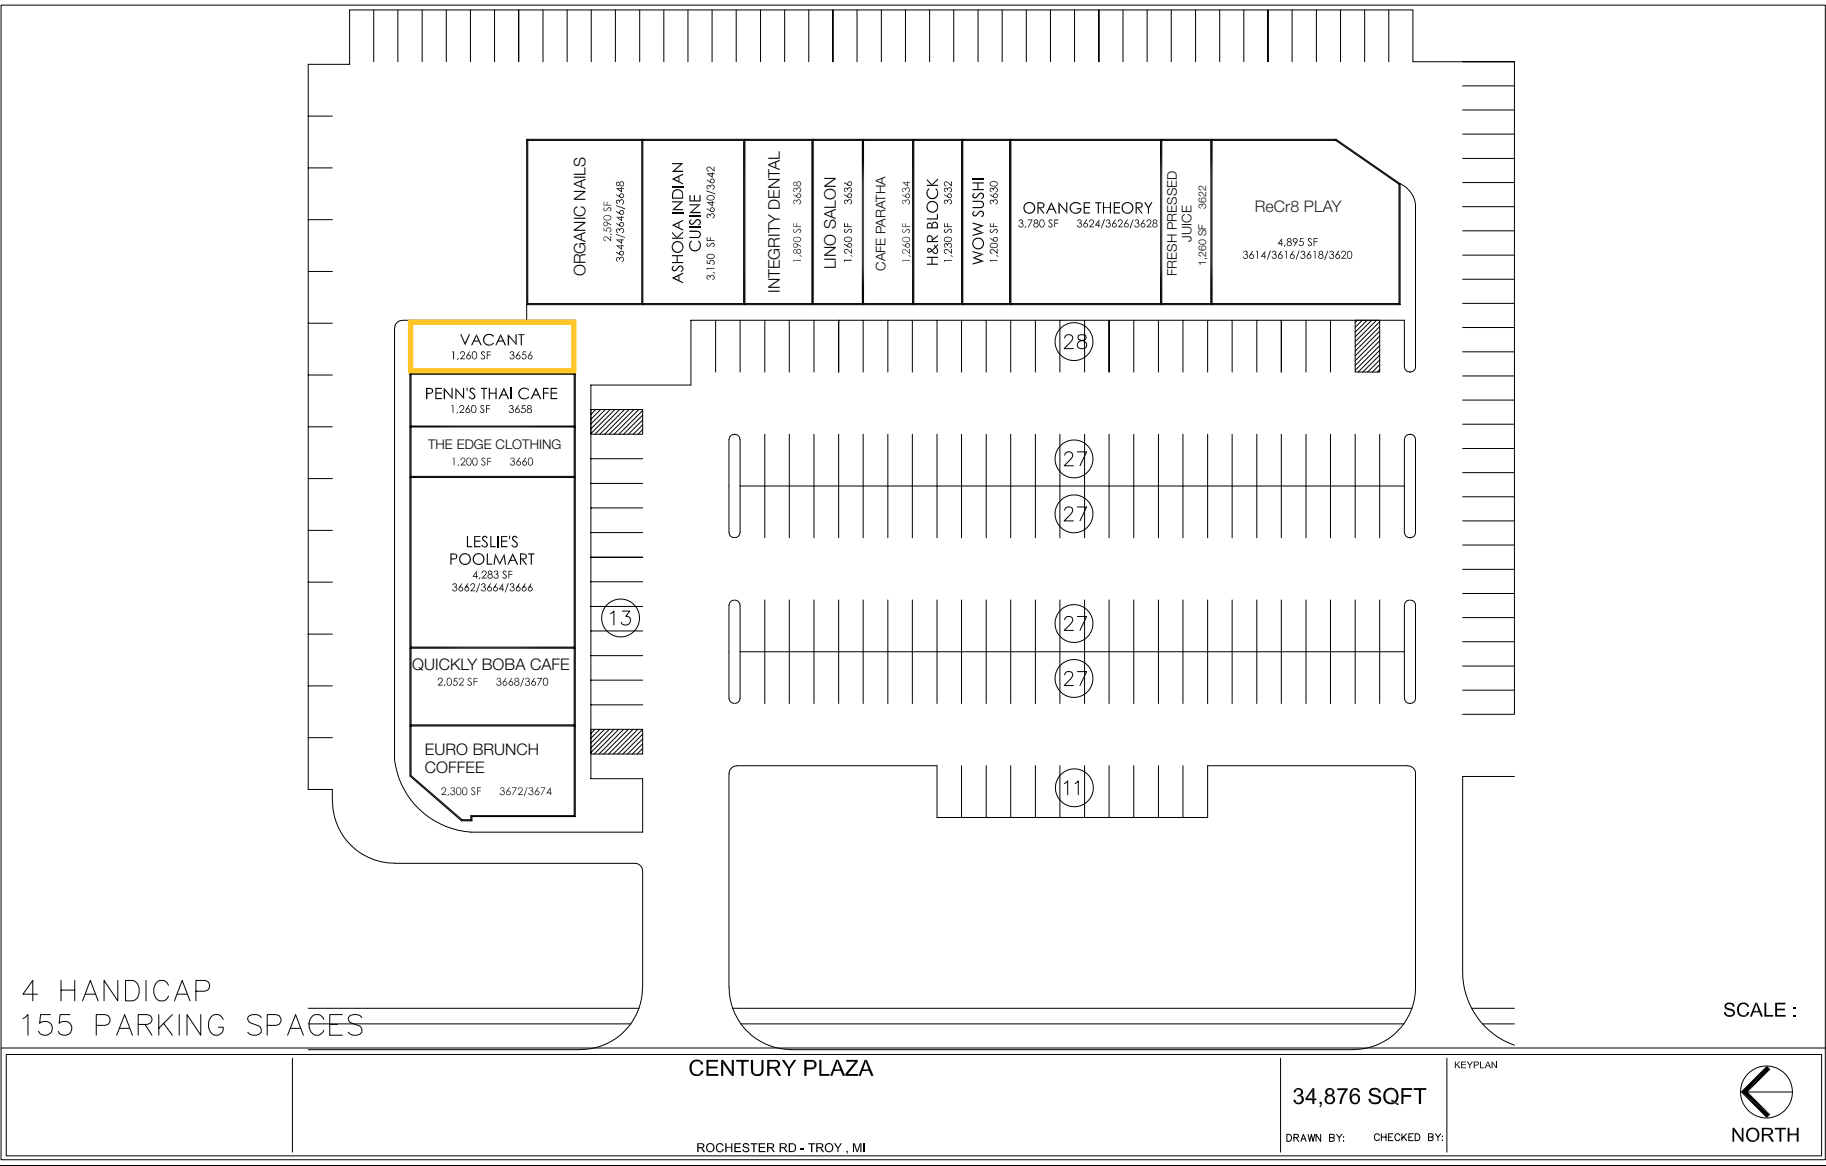 ORGANIC NAILS
2,590 SF
3644/3646/3648
ASHOKA INDIAN
CUISINE
3,150 SF 3640/3642
INTEGRITY DENTAL
1,890 SF 3638
LINO SALON
1,260 SF 3636
CAFE PARATHA
1,260 SF 3634
H&R BLOCK
1,230 SF 3632
WOW SUSHI
1,206 SF 3630
ORANGE THEORY
3,780 SF 3624/3626/3628
FRESH PRESSED
JUICE
1,260 SF 3622
ReCr8 PLAY
4,895 SF
3614/3616/3618/3620
VACANT
1,260 SF 3656
PENN'S THAI CAFE
1,260 SF 3658
THE EDGE CLOTHING
1,200 SF 3660
LESLIE'S
POOLMART
4,283 SF
3662/3664/3666
QUICKLY BOBA CAFE
2,052 SF 3668/3670
EURO BRUNCH
COFFEE
2,300 SF 3672/3674
28
27
27
13
27
27
11
4 HANDICAP
155 PARKING SPACES
SCALE :
CENTURY PLAZA
ROCHESTER RD - TROY , MI
34,876 SQFT
DRAWN BY: CHECKED BY:
KEYPLAN
NORTH